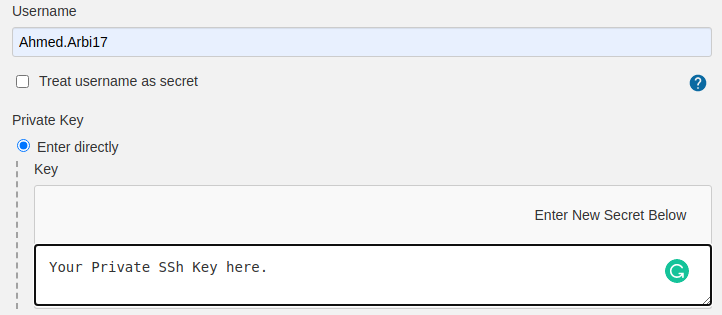 Username
Ahmed.Arbi17
Treat username as secret
?
Private Key
Enter directly
Key
Enter New Secret Below
Your Private SSh Key here.